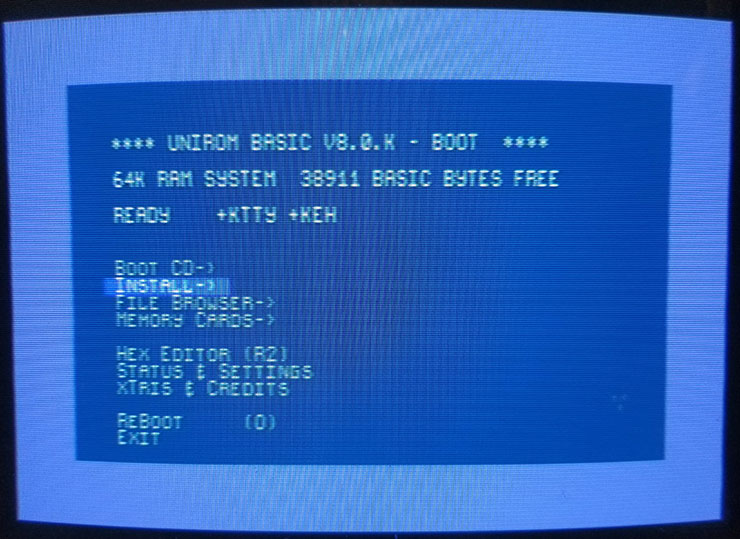 **** UNIROM BASIC V8.0.K - BOOT ****
64K RAM SYSTEM 38911 BASIC BYTES FREE
READY +KTTY +KEH
BOOT CD->
INSTALL->
FILE BROWSER->
MEMORY CARDS->
HEX EDITOR (R2)
STATUS & SETTINGS
XTRIS & CREDITS
REBOOT (O)
EXIT